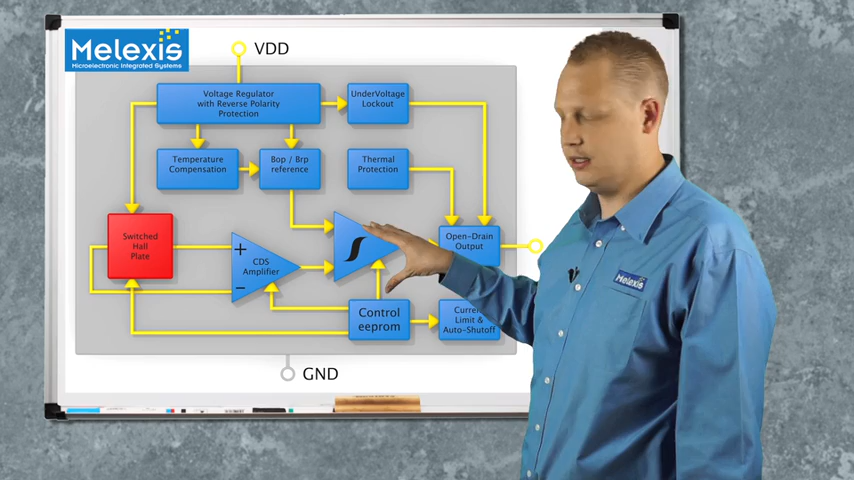 Melexis
Microelectronic Integrated Systems
VDD
Voltage Regulator
with Reverse Polarity
Protection
UnderVoltage
Lockout
Temperature
Compensation
Bop / Brp
reference
Thermal
Protection
Switched
Hall
Plate
+
CDS
Amplifier
−
Open-Drain
Output
Control
eeprom
Limit &
Auto-Shutoff
GND
Melexis